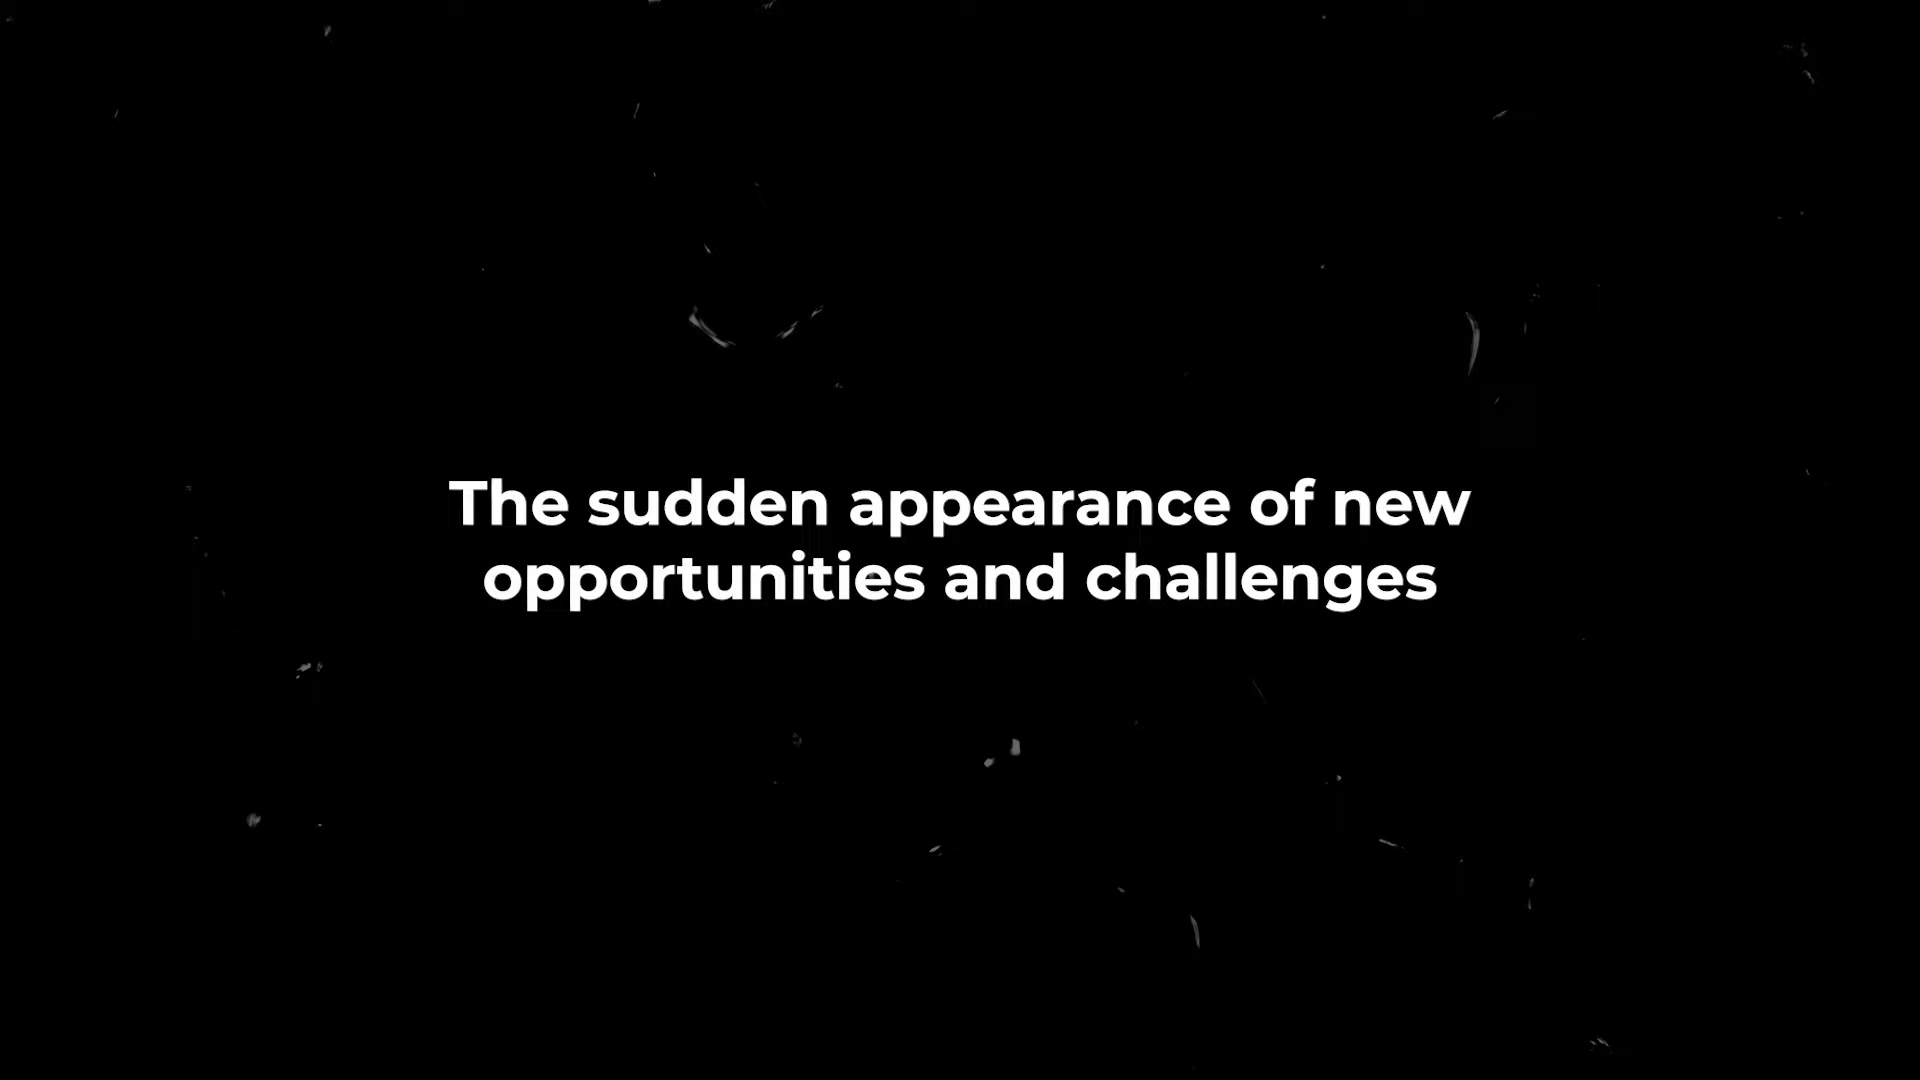 The sudden appearance of new
opportunities and challenges